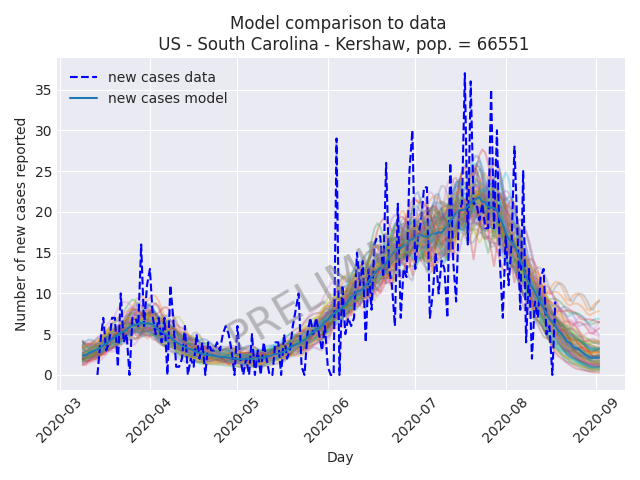 Model comparison to data
US - South Carolina - Kershaw, pop. = 66551
new cases data
new cases model
Number of new cases reported
35
30
25
20
15
10
5
0
2020-03
2020-04
2020-05
2020-06
2020-07
2020-08
2020-09
Day